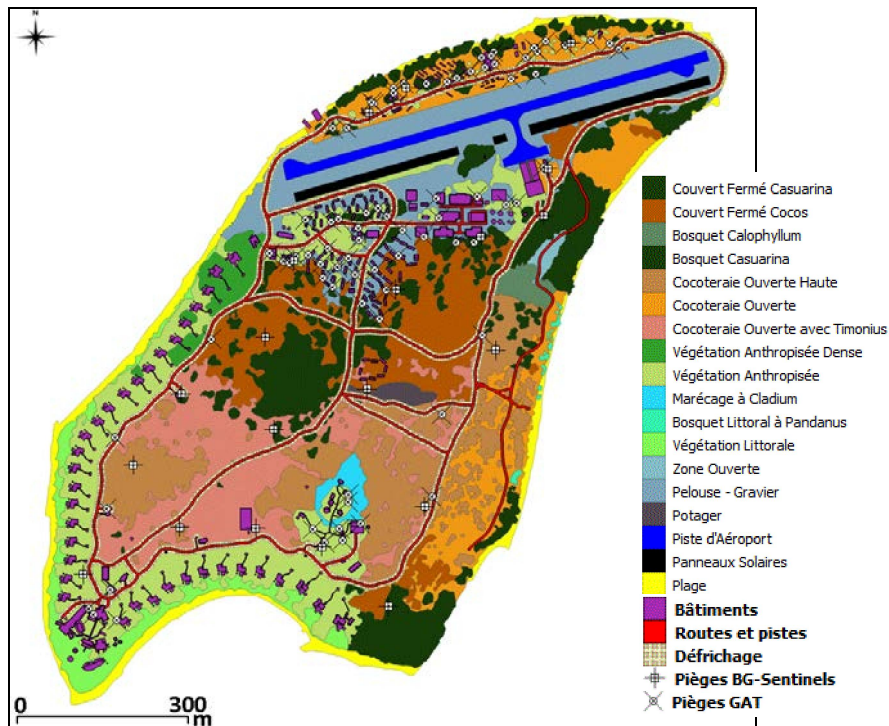 N
Couvert Fermé Casuarina
Couvert Fermé Cocos
Bosquet Calophyllum
Bosquet Casuarina
Cocoteraie Ouverte Haute
Cocoteraie Ouverte
Cocoteraie Ouverte avec Timonius
Végétation Anthropisée Dense
Végétation Anthropisée
Marécage à Cladium
Bosquet Littoral à Pandanus
Végétation Littorale
Zone Ouverte
Pelouse - Gravier
Potager
Piste d'Aéroport
Panneaux Solaires
Plage
Bâtiments
Routes et pistes
Défrichage
Pièges BG-Sentinels
Pièges GAT
0 300
m